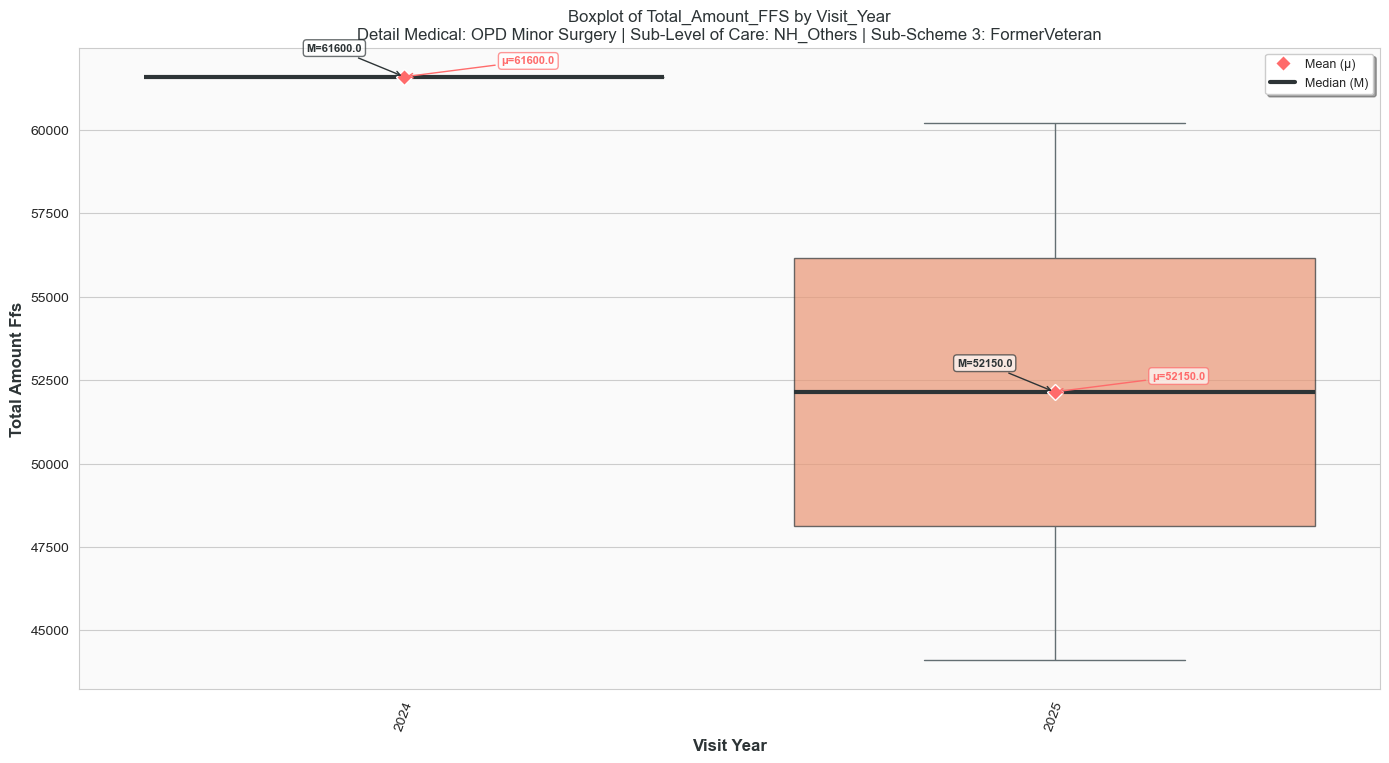 Boxplot of Total_Amount_FFS by Visit_Year
Detail Medical: OPD Minor Surgery | Sub-Level of Care: NH_Others | Sub-Scheme 3: FormerVeteran
M=61600.0
μ=61600.0
Mean (μ)
Median (M)
60000
57500
55000
52500
50000
47500
45000
M=52150.0
μ=52150.0
Total Amount Ffs
2024
2025
Visit Year